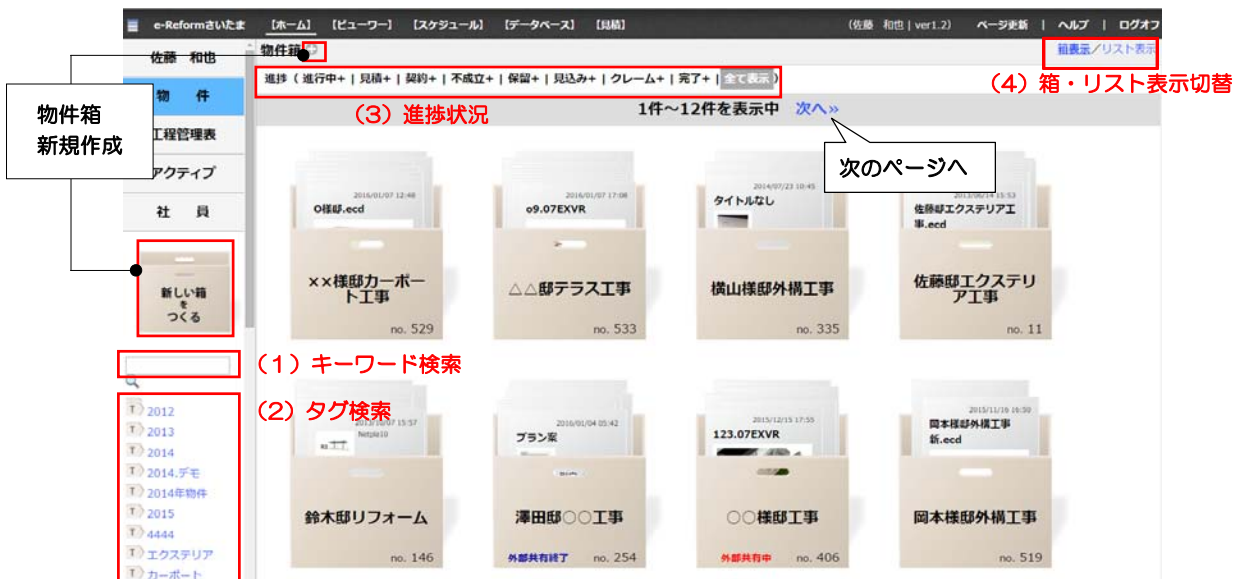 e-Reformさいたま 【ホーム】 【ビューワー】 【スケジュール】 【データベース】 【見積】 （佐藤 和也 | ver1.2） ページ更新 | ヘルプ | ログオフ
佐藤 和也
物 件
工程管理表
アクティブ
社 員
物件箱
新規作成
新しい箱
を
つくる
（1）キーワード検索
（2）タグ検索
T 2012
T 2013
T 2014
T 2014.デモ
T 2014年物件
T 2015
T 4444
T エクステリア
T カーポート
物件箱
箱表示／リスト表示
（4）箱・リスト表示切替
進捗（ 進行中+ | 見積+ | 契約+ | 不成立+ | 保留+ | 見込み+ | クレーム+ | 完了+ | 全て表示 ）
（3）進捗状況
1件～12件を表示中 次へ»
次のページへ
2016/01/07 12:48
O様邸.ecd
××様邸カーポー
ト工事
no. 529
2016/01/07 17:08
o9.07EXVR
△△邸テラス工事
no. 533
2014/07/23 10:45
タイトルなし
横山様邸外構工事
no. 335
2013/06/14 15:53
佐藤邸エクステリア工
事.ecd
佐藤邸エクステリ
ア工事
no. 11
2013/10/07 15:57
Netple10
鈴木邸リフォーム
no. 146
2016/01/04 05:42
プラン案
澤田邸〇〇工事
外部共有終了 no. 254
2015/12/15 17:55
123.07EXVR
〇〇様邸工事
外部共有中 no. 406
2015/11/16 16:50
岡本様邸外構工事
新.ecd
岡本様邸外構工事
no. 519